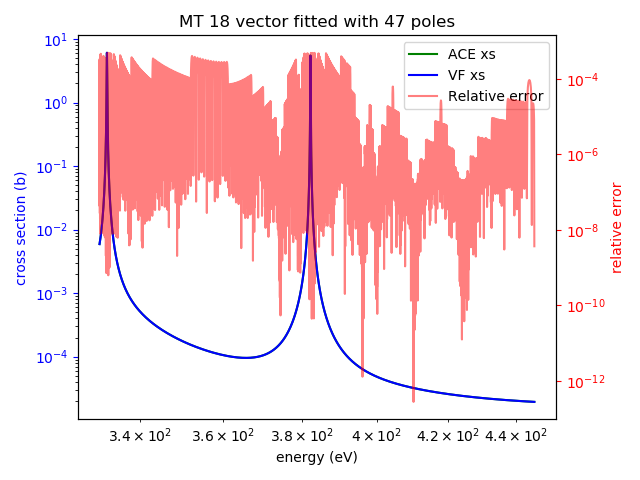 MT 18 vector fitted with 47 poles
ACE xs
VF xs
Relative error
cross section (b)
10¹
10⁰
10⁻¹
10⁻²
10⁻³
10⁻⁴
relative error
10⁻⁴
10⁻⁶
10⁻⁸
10⁻¹⁰
10⁻¹²
3.4 × 10² 3.6 × 10² 3.8 × 10² 4 × 10² 4.2 × 10² 4.4 × 10²
energy (eV)